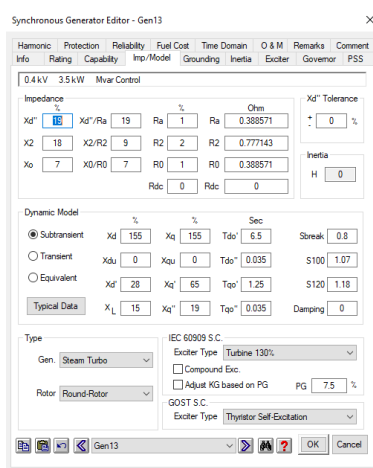 Synchronous Generator Editor - Gen13
Harmonic Protection Reliability Fuel Cost Time Domain O & M Remarks Comment
Info Rating Capability Imp/Model Grounding Inertia Exciter Governor PSS
0.4 kV 3.5 kW Mvar Control
Impedance
% % Ohm
Xd" 19 Xd"/Ra 19 Ra 1 Ra 0.388571
X2 18 X2/R2 9 R2 2 R2 0.777143
Xo 7 X0/R0 7 R0 1 R0 0.388571
Rdc 0 Rdc 0
Xd" Tolerance
+ - 0 %
Inertia
H 0
Dynamic Model
% % Sec
Subtransient Xd 155 Xq 155 Tdo' 6.5 Sbreak 0.8
Transient Xdu 0 Xqu 0 Tdo" 0.035 S100 1.07
Equivalent Xd' 28 Xq' 65 Tqo' 1.25 S120 1.18
Typical Data XL 15 Xq" 19 Tqo" 0.035 Damping 0
Type
Gen. Steam Turbo
Rotor Round-Rotor
IEC 60909 S.C.
Exciter Type Turbine 130%
Compound Exc.
Adjust KG based on PG PG 7.5 %
GOST S.C.
Exciter Type Thyristor Self-Excitation
Gen13 ? OK Cancel